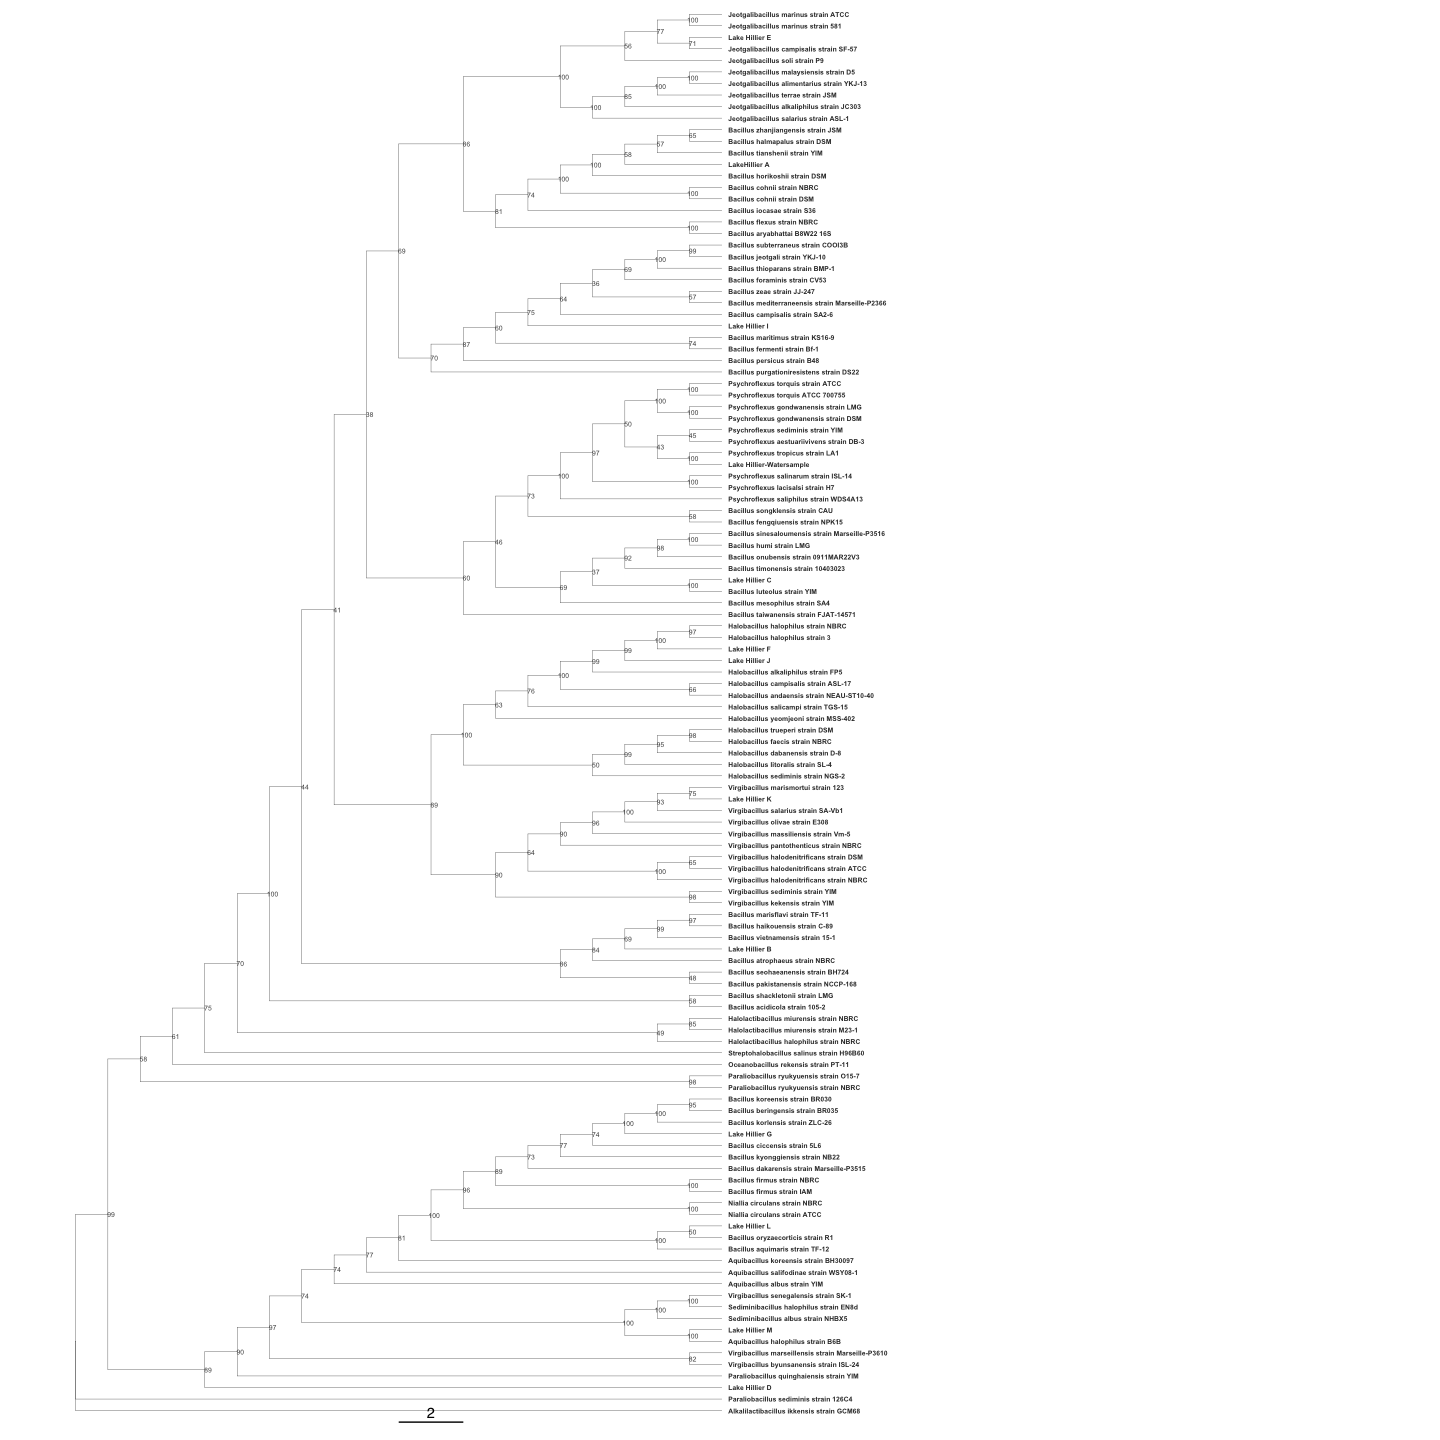 Jeotgalibacillus marinus strain ATCC
100
Jeotgalibacillus marinus strain 581
77
Lake Hillier E
71
56
Jeotgalibacillus campisalis strain SF-57
Jeotgalibacillus soli strain P9
Jeotgalibacillus malaysiensis strain D5
100
100
Jeotgalibacillus alimentarius strain YKJ-13
100
85
Jeotgalibacillus terrae strain JSM
100
Jeotgalibacillus alkaliphilus strain JC303
Jeotgalibacillus salarius strain ASL-1
Bacillus zhanjiangensis strain JSM
65
86
57
Bacillus halmapalus strain DSM
58
Bacillus tianshenii strain YIM
100
LakeHillier A
100
Bacillus horikoshii strain DSM
74
Bacillus cohnii strain NBRC
100
Bacillus cohnii strain DSM
81
Bacillus iocasae strain S36
Bacillus flexus strain NBRC
100
Bacillus aryabhattai B8W22 16S
69
Bacillus subterraneus strain COOI3B
99
100
Bacillus jeotgali strain YKJ-10
69
Bacillus thioparans strain BMP-1
36
Bacillus foraminis strain CV53
64
Bacillus zeae strain JJ-247
57
75
Bacillus mediterraneensis strain Marseille-P2366
Bacillus campisalis strain SA2-6
60
Lake Hillier I
87
Bacillus maritimus strain KS16-9
74
Bacillus fermenti strain Bf-1
70
Bacillus persicus strain B48
Bacillus purgationiresistens strain DS22
Psychroflexus torquis strain ATCC
100
100
Psychroflexus torquis ATCC 700755
38
Psychroflexus gondwanensis strain LMG
100
50
Psychroflexus gondwanensis strain DSM
Psychroflexus sediminis strain YIM
45
43
Psychroflexus aestuariivivens strain DB-3
97
Psychroflexus tropicus strain LA1
100
Lake Hillier-Watersample
100
Psychroflexus salinarum strain ISL-14
100
73
Psychroflexus lacisalsi strain H7
Psychroflexus saliphilus strain WDS4A13
Bacillus songklensis strain CAU
58
Bacillus fengqiuensis strain NPK15
46
Bacillus sinesaloumensis strain Marseille-P3516
100
98
Bacillus humi strain LMG
92
Bacillus onubensis strain 0911MAR22V3
37
Bacillus timonensis strain 10403023
60
Lake Hillier C
100
69
Bacillus luteolus strain YIM
Bacillus mesophilus strain SA4
41
Bacillus taiwanensis strain FJAT-14571
Halobacillus halophilus strain NBRC
97
100
Halobacillus halophilus strain 3
99
Lake Hillier F
99
Lake Hillier J
100
Halobacillus alkaliphilus strain FP5
76
Halobacillus campisalis strain ASL-17
66
63
Halobacillus andaensis strain NEAU-ST10-40
Halobacillus salicampi strain TGS-15
Halobacillus yeomjeoni strain MSS-402
100
Halobacillus trueperi strain DSM
98
95
Halobacillus faecis strain NBRC
99
Halobacillus dabanensis strain D-8
50
Halobacillus litoralis strain SL-4
Halobacillus sediminis strain NGS-2
44
Virgibacillus marismortui strain 123
75
93
Lake Hillier K
89
100
Virgibacillus salarius strain SA-Vb1
96
Virgibacillus olivae strain E308
90
Virgibacillus massiliensis strain Vm-5
64
Virgibacillus pantothenticus strain NBRC
Virgibacillus halodenitrificans strain DSM
65
90
100
Virgibacillus halodenitrificans strain ATCC
Virgibacillus halodenitrificans strain NBRC
100
Virgibacillus sediminis strain YIM
98
Virgibacillus kekensis strain YIM
Bacillus marisflavi strain TF-11
97
99
Bacillus haikouensis strain C-89
69
Bacillus vietnamensis strain 15-1
84
Lake Hillier B
70
86
Bacillus atrophaeus strain NBRC
Bacillus seohaeanensis strain BH724
48
Bacillus pakistanensis strain NCCP-168
75
Bacillus shackletonii strain LMG
58
Bacillus acidicola strain 105-2
Halolactibacillus miurensis strain NBRC
85
49
Halolactibacillus miurensis strain M23-1
61
Halolactibacillus halophilus strain NBRC
58
Streptohalobacillus salinus strain H96B60
Oceanobacillus rekensis strain PT-11
Paraliobacillus ryukyuensis strain O15-7
98
Paraliobacillus ryukyuensis strain NBRC
Bacillus koreensis strain BR030
95
100
Bacillus beringensis strain BR035
100
Bacillus korlensis strain ZLC-26
74
Lake Hillier G
77
Bacillus ciccensis strain 5L6
73
Bacillus kyonggiensis strain NB22
89
Bacillus dakarensis strain Marseille-P3515
Bacillus firmus strain NBRC
100
96
Bacillus firmus strain IAM
Niallia circulans strain NBRC
100
99
100
Niallia circulans strain ATCC
Lake Hillier L
50
81
100
Bacillus oryzaecorticis strain R1
77
Bacillus aquimaris strain TF-12
74
Aquibacillus koreensis strain BH30097
Aquibacillus salifodinae strain WSY08-1
74
Aquibacillus albus strain YIM
Virgibacillus senegalensis strain SK-1
100
100
Sediminibacillus halophilus strain EN8d
97
100
Sediminibacillus albus strain NHBX5
Lake Hillier M
100
90
Aquibacillus halophilus strain B6B
Virgibacillus marseillensis strain Marseille-P3610
82
89
Virgibacillus byunsanensis strain ISL-24
Paraliobacillus quinghaiensis strain YIM
Lake Hillier D
Paraliobacillus sediminis strain 126C4
Alkalilactibacillus ikkensis strain GCM68
2